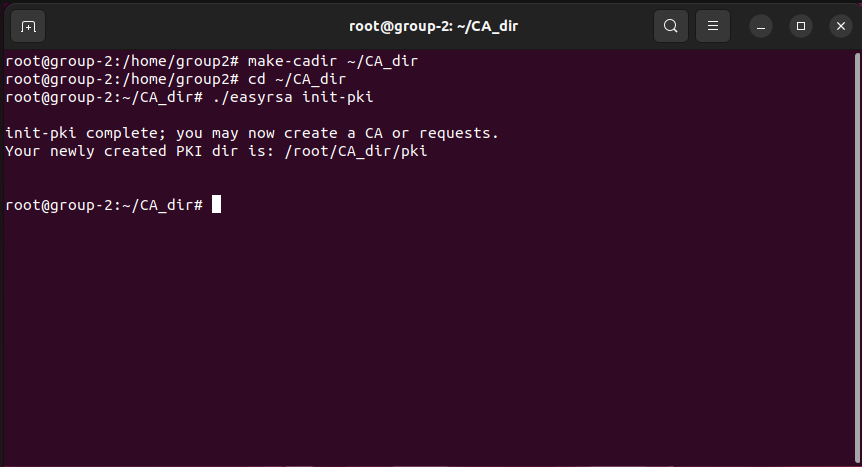 root@group-2: ~/CA_dir
root@group-2:/home/group2# make-cadir ~/CA_dir
root@group-2:/home/group2# cd ~/CA_dir
root@group-2:~/CA_dir# ./easyrsa init-pki
init-pki complete; you may now create a CA or requests.
Your newly created PKI dir is: /root/CA_dir/pki
root@group-2:~/CA_dir#